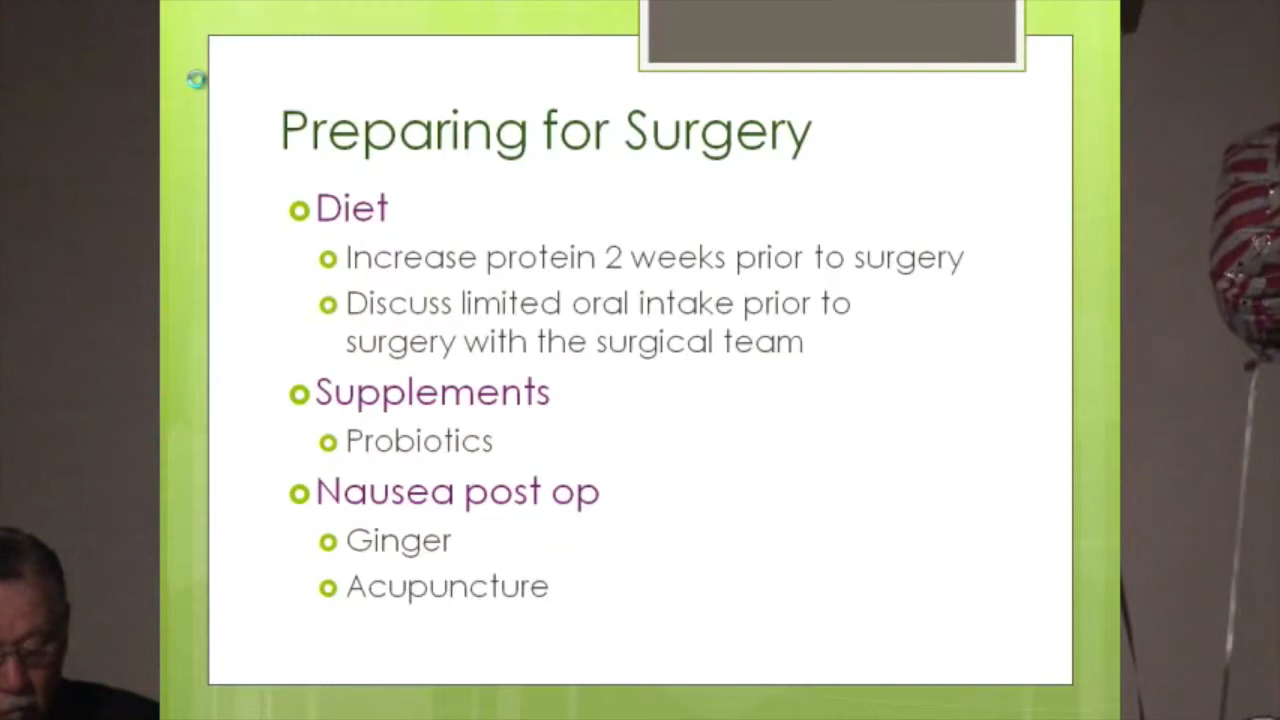 Preparing for Surgery
Diet
Increase protein 2 weeks prior to surgery
Discuss limited oral intake prior to
surgery with the surgical team
Supplements
Probiotics
Nausea post op
Ginger
Acupuncture